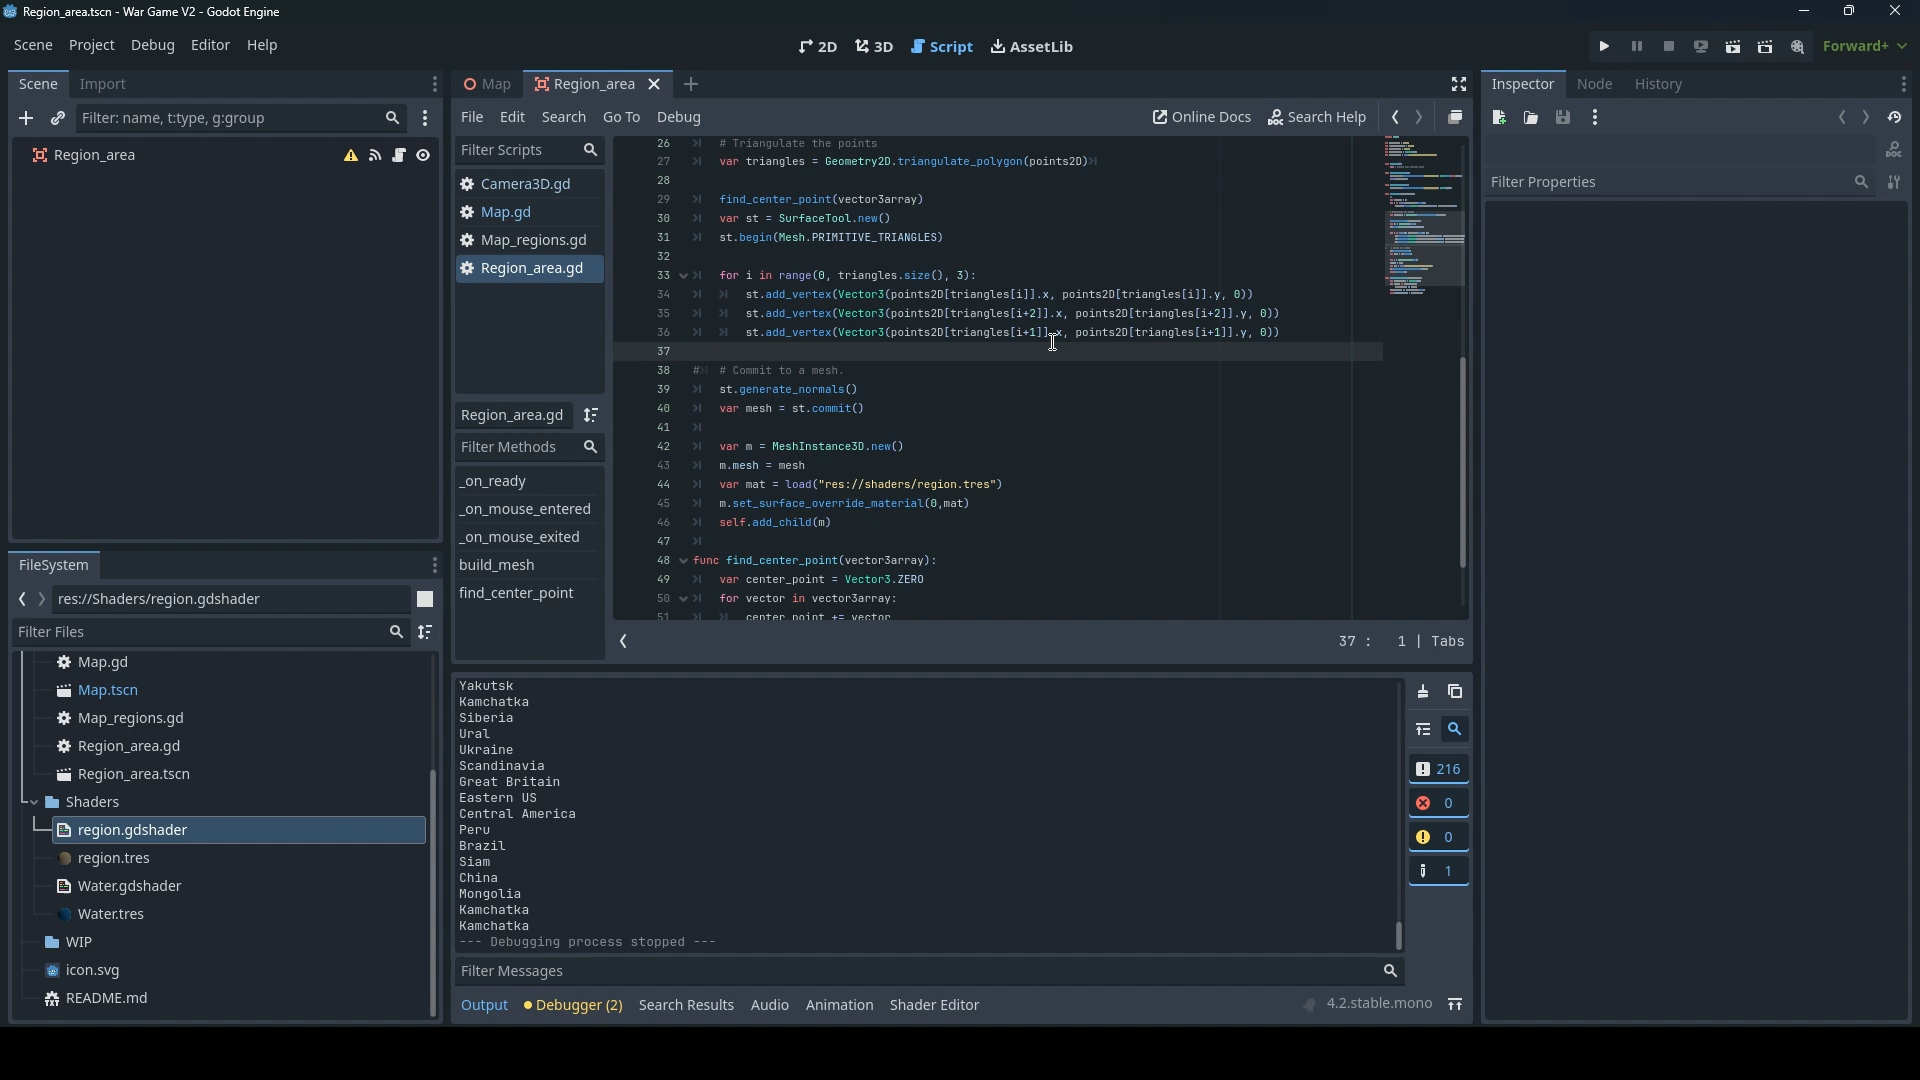 Region_area.tscn - War Game V2 - Godot Engine
Scene Project Debug Editor Help
2D 3D Script AssetLib
Forward+
Scene Import
Filter: name, t:type, g:group
Region_area
FileSystem
res://Shaders/region.gdshader
Filter Files
Map.gd
Map.tscn
Map_regions.gd
Region_area.gd
Region_area.tscn
Shaders
region.gdshader
region.tres
Water.gdshader
Water.tres
WIP
icon.svg
README.md
Map Region_area
File Edit Search Go To Debug
Online Docs Search Help
Filter Scripts
Camera3D.gd
Map.gd
Map_regions.gd
Region_area.gd
Region_area.gd
Filter Methods
_on_ready
_on_mouse_entered
_on_mouse_exited
build_mesh
find_center_point
26 # Triangulate the points
27 var triangles = Geometry2D.triangulate_polygon(points2D)
28
29 find_center_point(vector3array)
30 var st = SurfaceTool.new()
31 st.begin(Mesh.PRIMITIVE_TRIANGLES)
32
33 for i in range(0, triangles.size(), 3):
34 st.add_vertex(Vector3(points2D[triangles[i]].x, points2D[triangles[i]].y, 0))
35 st.add_vertex(Vector3(points2D[triangles[i+2]].x, points2D[triangles[i+2]].y, 0))
36 st.add_vertex(Vector3(points2D[triangles[i+1]].x, points2D[triangles[i+1]].y, 0))
37
38 # # Commit to a mesh.
39 st.generate_normals()
40 var mesh = st.commit()
41
42 var m = MeshInstance3D.new()
43 m.mesh = mesh
44 var mat = load("res://shaders/region.tres")
45 m.set_surface_override_material(0,mat)
46 self.add_child(m)
47
48 func find_center_point(vector3array):
49 var center_point = Vector3.ZERO
50 for vector in vector3array:
51 center_point += vector
37 : 1 | Tabs
Yakutsk
Kamchatka
Siberia
Ural
Ukraine
Scandinavia
Great Britain
Eastern US
Central America
Peru
Brazil
Siam
China
Mongolia
Kamchatka
Kamchatka
--- Debugging process stopped ---
Filter Messages
216
0
0
1
Output Debugger (2) Search Results Audio Animation Shader Editor
4.2.stable.mono
Inspector Node History
Filter Properties